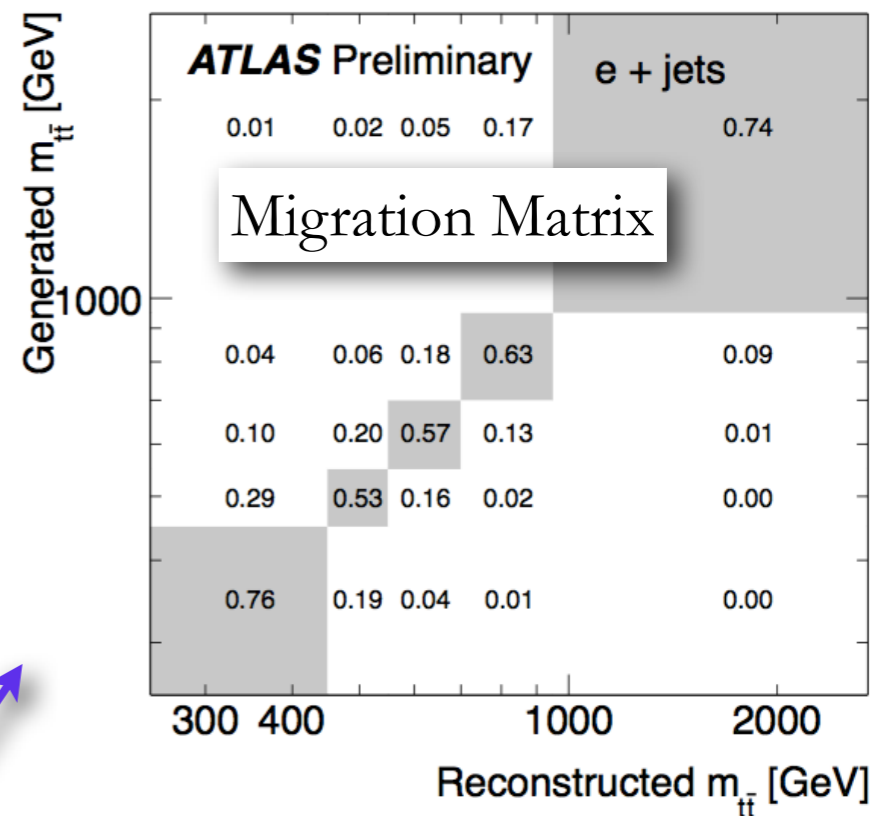 ATLAS Preliminary
e + jets
0.01 0.02 0.05 0.17 0.74
Migration Matrix
0.04 0.06 0.18 0.63 0.09
0.10 0.20 0.57 0.13 0.01
0.29 0.53 0.16 0.02 0.00
0.76 0.19 0.04 0.01 0.00
Generated m_tt̄ [GeV]
1000
300 400 1000 2000
Reconstructed m_tt̄ [GeV]